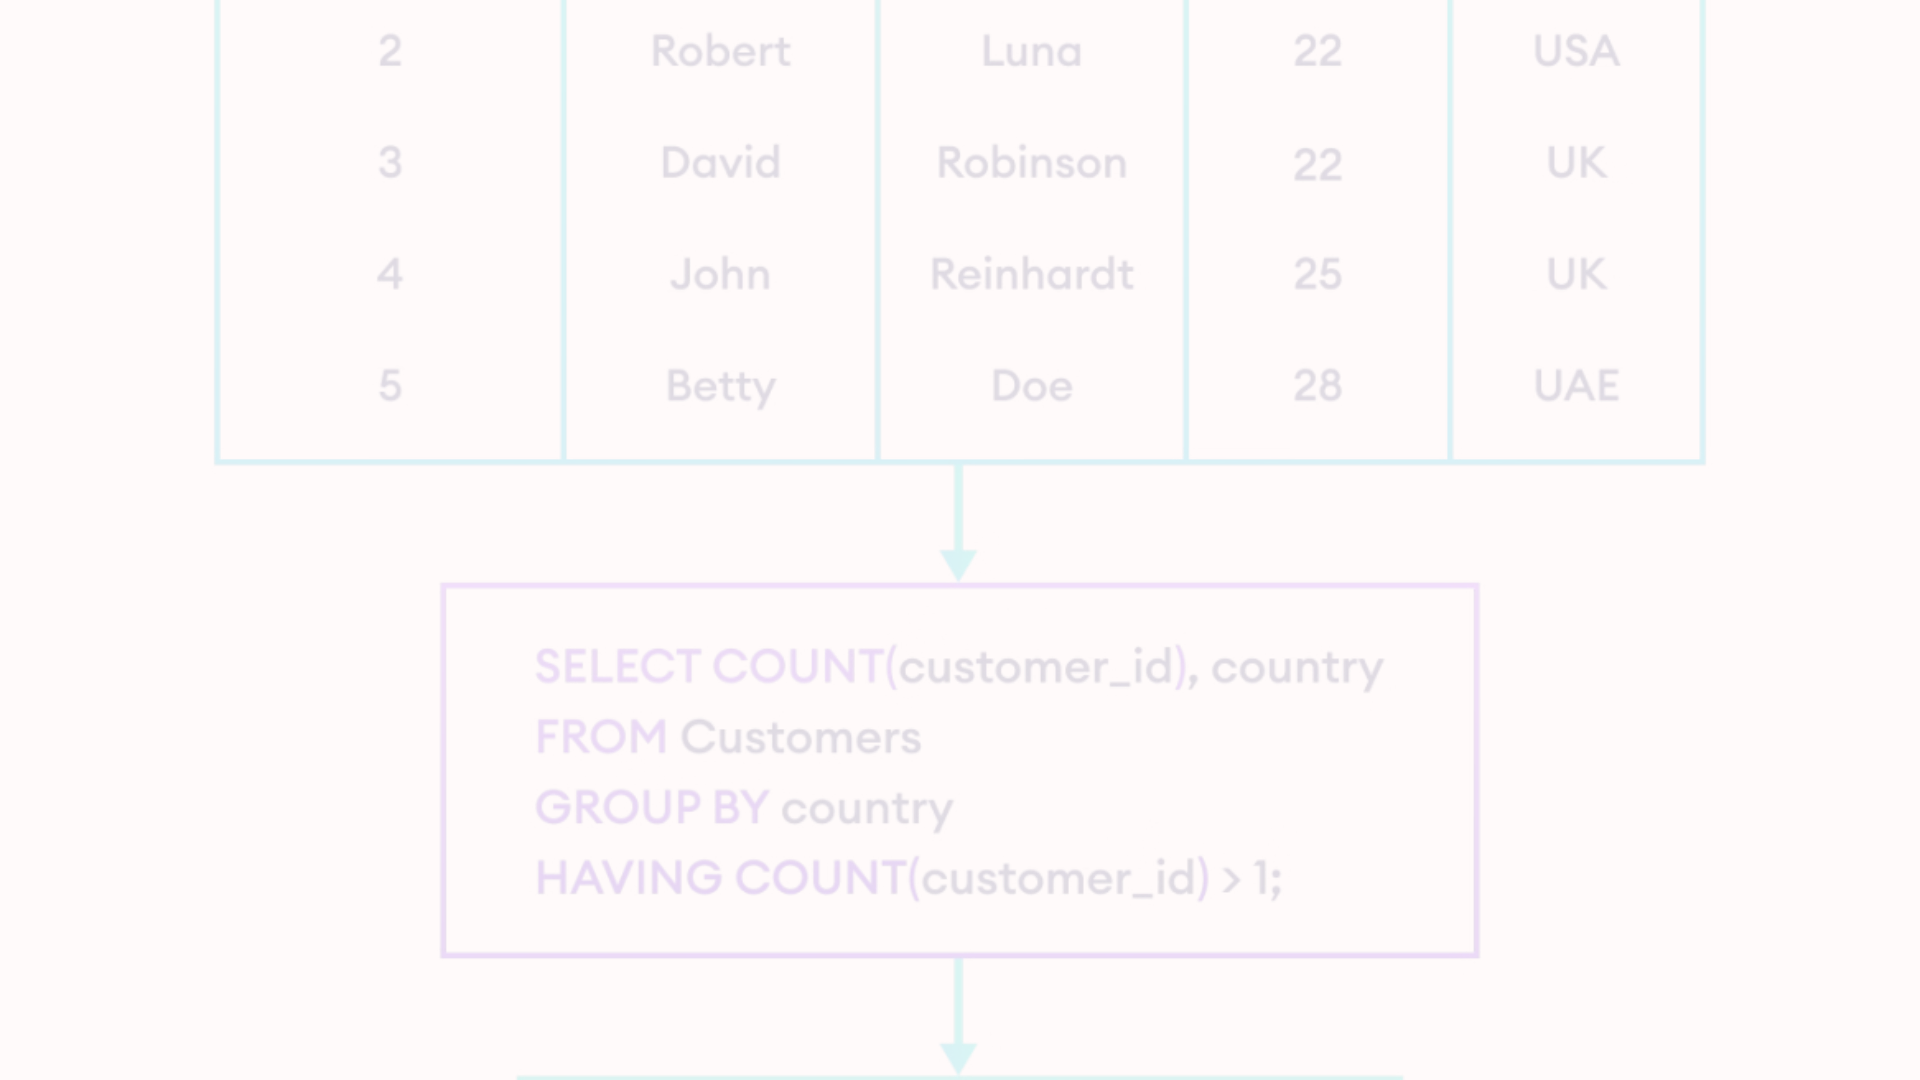 2 Robert Luna 22 USA
3 David Robinson 22 UK
4 John Reinhardt 25 UK
5 Betty Doe 28 UAE
SELECT COUNT(customer_id), country
FROM Customers
GROUP BY country
HAVING COUNT(customer_id) > 1;